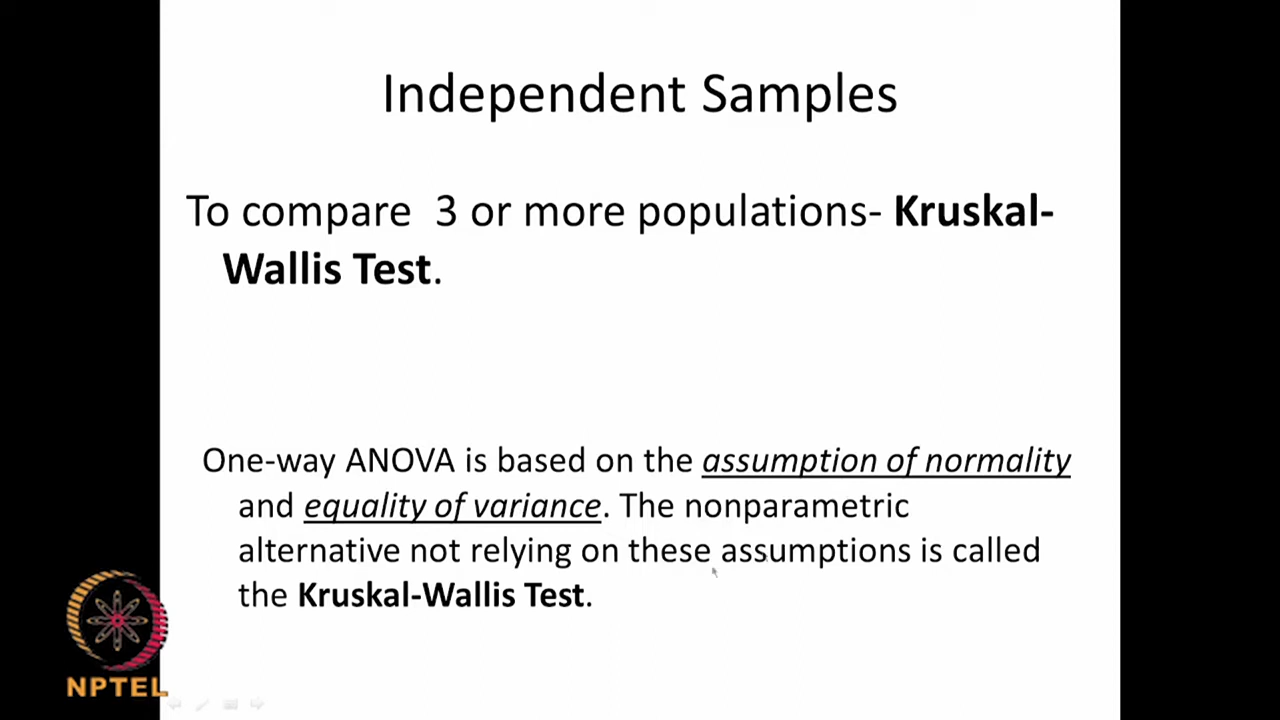 Independent Samples
To compare 3 or more populations- Kruskal-
Wallis Test.
One-way ANOVA is based on the assumption of normality
and equality of variance. The nonparametric
alternative not relying on these assumptions is called
the Kruskal-Wallis Test.
NPTEL